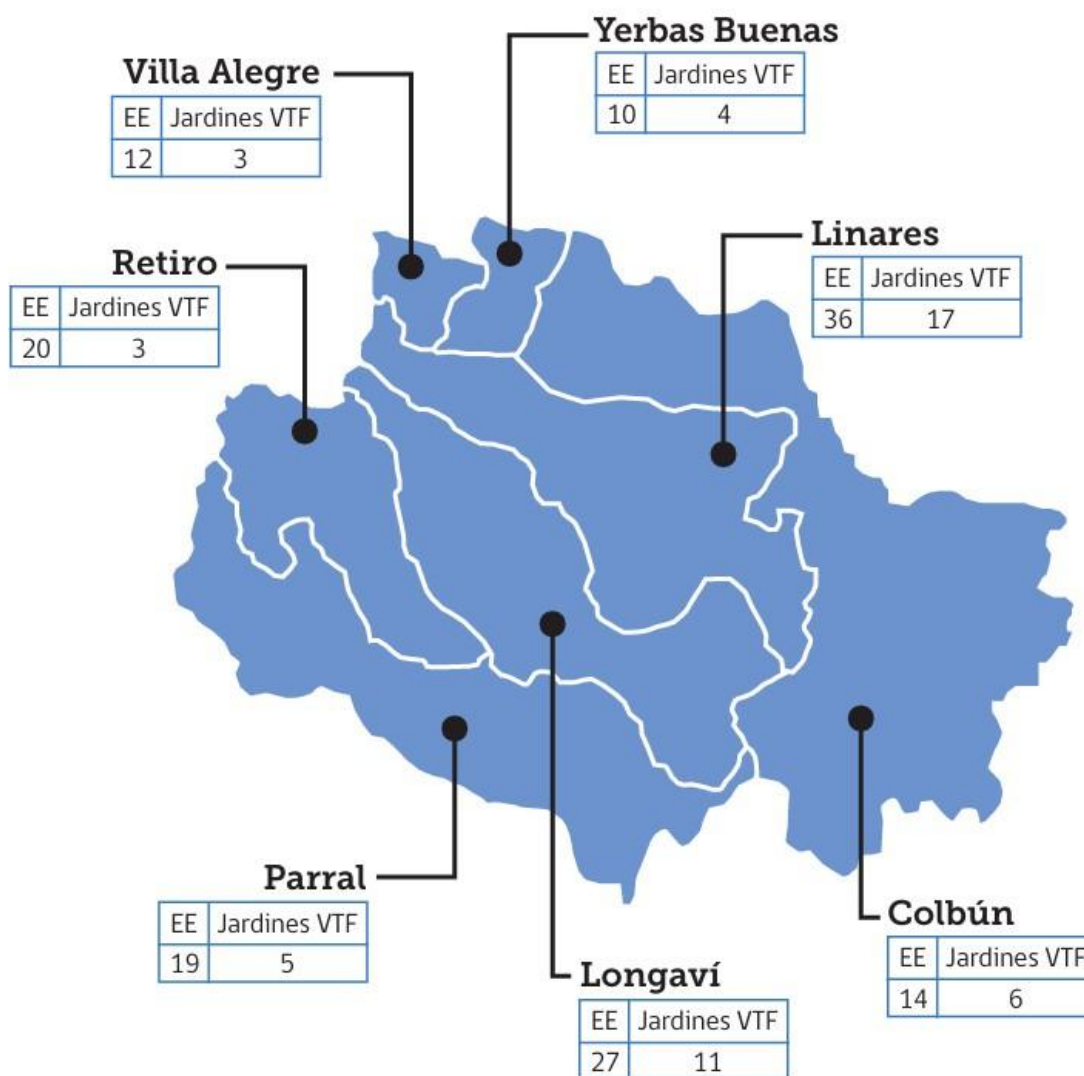 Yerbas Buenas
EE Jardines VTF
10 4
Villa Alegre
EE Jardines VTF
12 3
Linares
EE Jardines VTF
36 17
Retiro
EE Jardines VTF
20 3
Parral
EE Jardines VTF
19 5
Longaví
EE Jardines VTF
27 11
Colbún
EE Jardines VTF
14 6